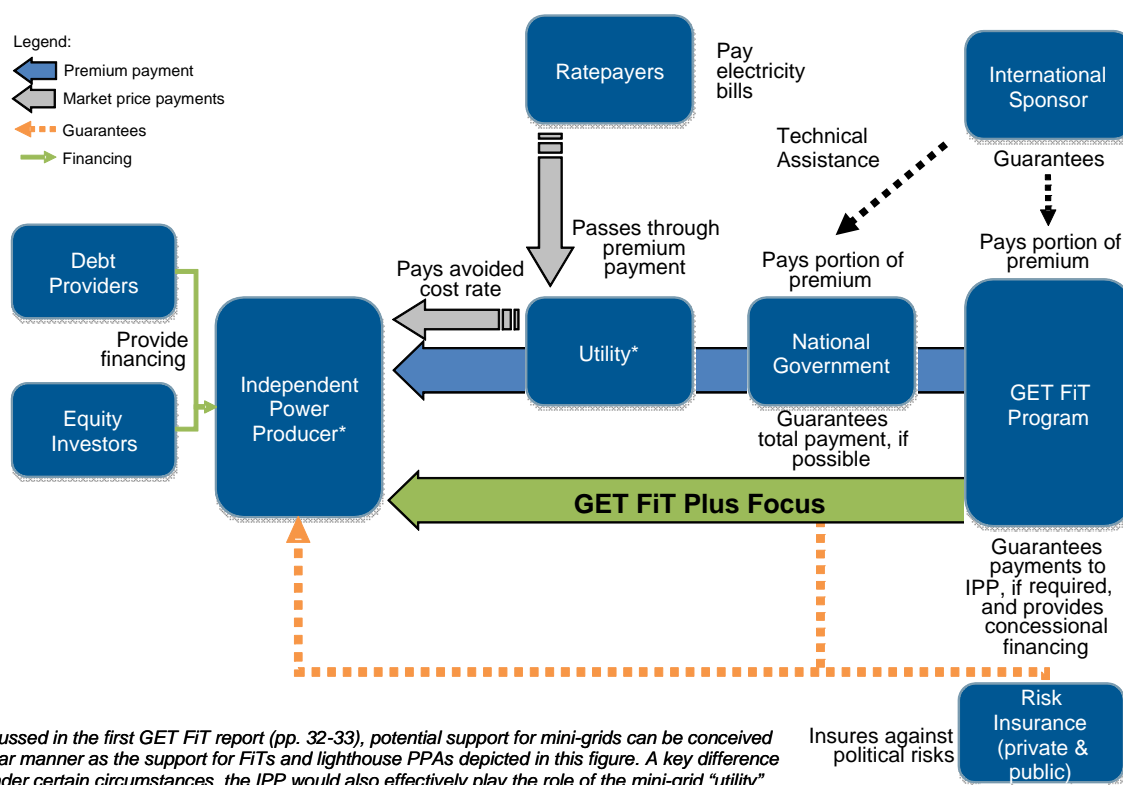 Legend:
Premium payment
Market price payments
Guarantees
Financing
Ratepayers
Pay
electricity
bills
International
Sponsor
Technical
Assistance
Guarantees
Debt
Providers
Provide
financing
Equity
Investors
Independent
Power
Producer*
Pays avoided
cost rate
Passes through
premium
payment
Utility*
Pays portion of
premium
National
Government
Guarantees
total payment, if
possible
Pays portion of
premium
GET FiT
Program
GET FiT Plus Focus
Guarantees
payments to
IPP, if required,
and provides
concessional
financing
Insures against
political risks
Risk
Insurance
(private &
public)
ussed in the first GET FiT report (pp. 32-33), potential support for mini-grids can be conceived
ar manner as the support for FiTs and lighthouse PPAs depicted in this figure. A key difference
nder certain circumstances, the IPP would also effectively play the role of the mini-grid “utility”